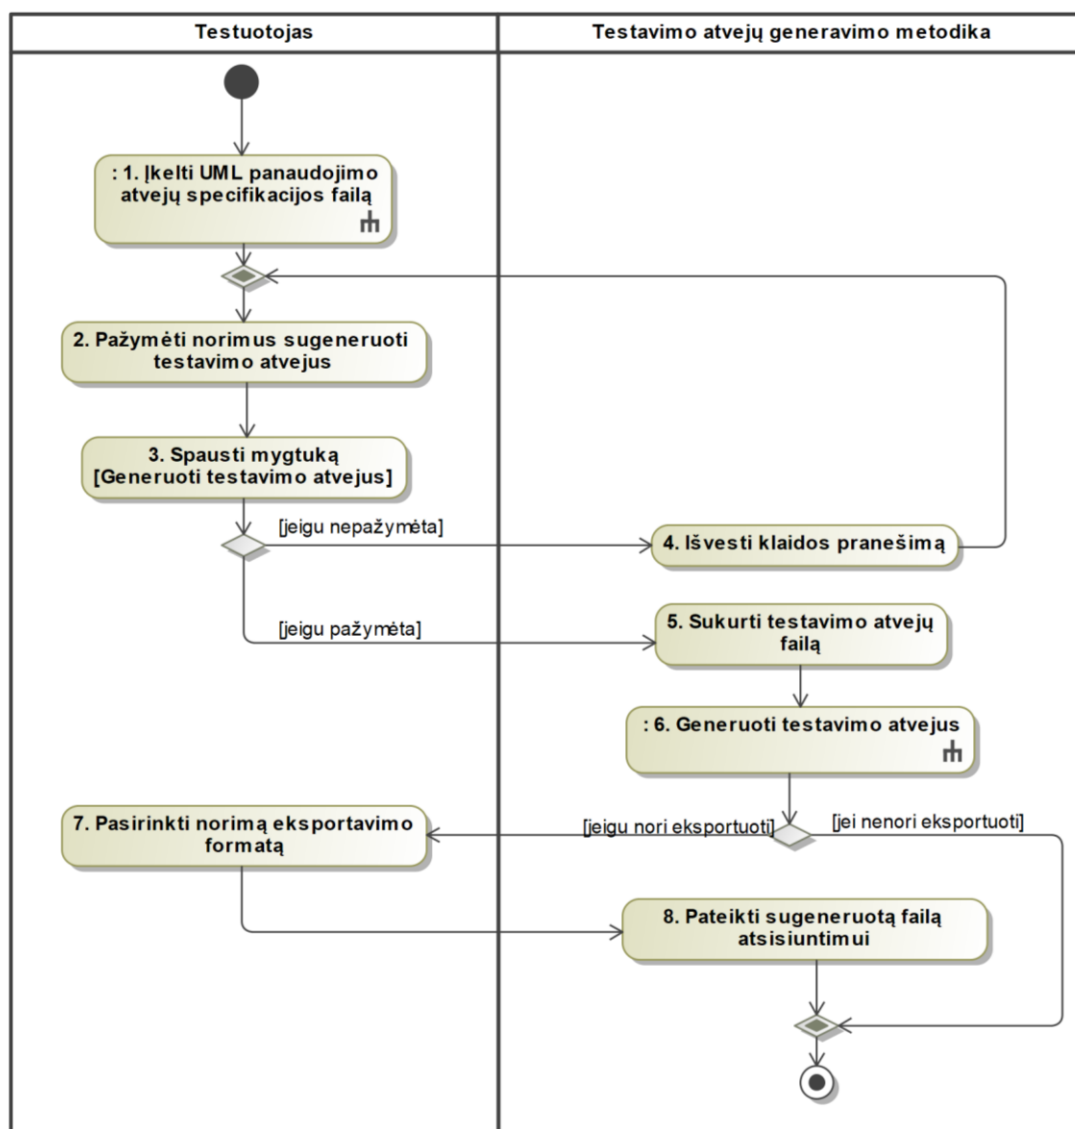 Testuotojas
Testavimo atvejų generavimo metodika
: 1. Įkelti UML panaudojimo
atvejų specifikacijos failą
2. Pažymėti norimus sugeneruoti
testavimo atvejus
3. Spausti mygtuką
[Generuoti testavimo atvejus]
[jeigu nepažymėta]
4. Išvesti klaidos pranešimą
[jeigu pažymėta]
5. Sukurti testavimo atvejų
failą
: 6. Generuoti testavimo atvejus
[jeigu nori eksportuoti]
[jei nenori eksportuoti]
7. Pasirinkti norimą eksportavimo
formatą
8. Pateikti sugeneruotą failą
atsisiuntimui